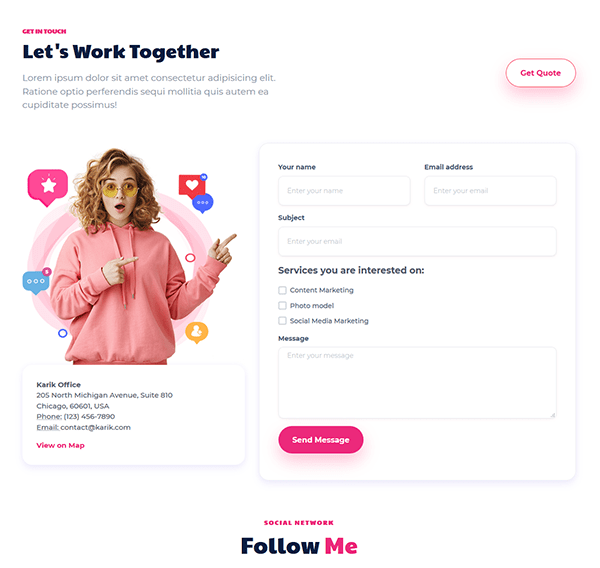 GET IN TOUCH
Let's Work Together
Lorem ipsum dolor sit amet consectetur adipisicing elit.
Ratione optio perferendis sequi mollitia quis autem ea
cupiditate possimus!
Get Quote
Your name
Email address
Enter your name
Enter your email
Subject
Enter your email
Services you are interested on:
Content Marketing
Photo model
Social Media Marketing
Message
Enter your message
Send Message
Karik Office
205 North Michigan Avenue, Suite 810
Chicago, 60601, USA
Phone: (123) 456-7890
Email: contact@karik.com
View on Map
SOCIAL NETWORK
Follow Me